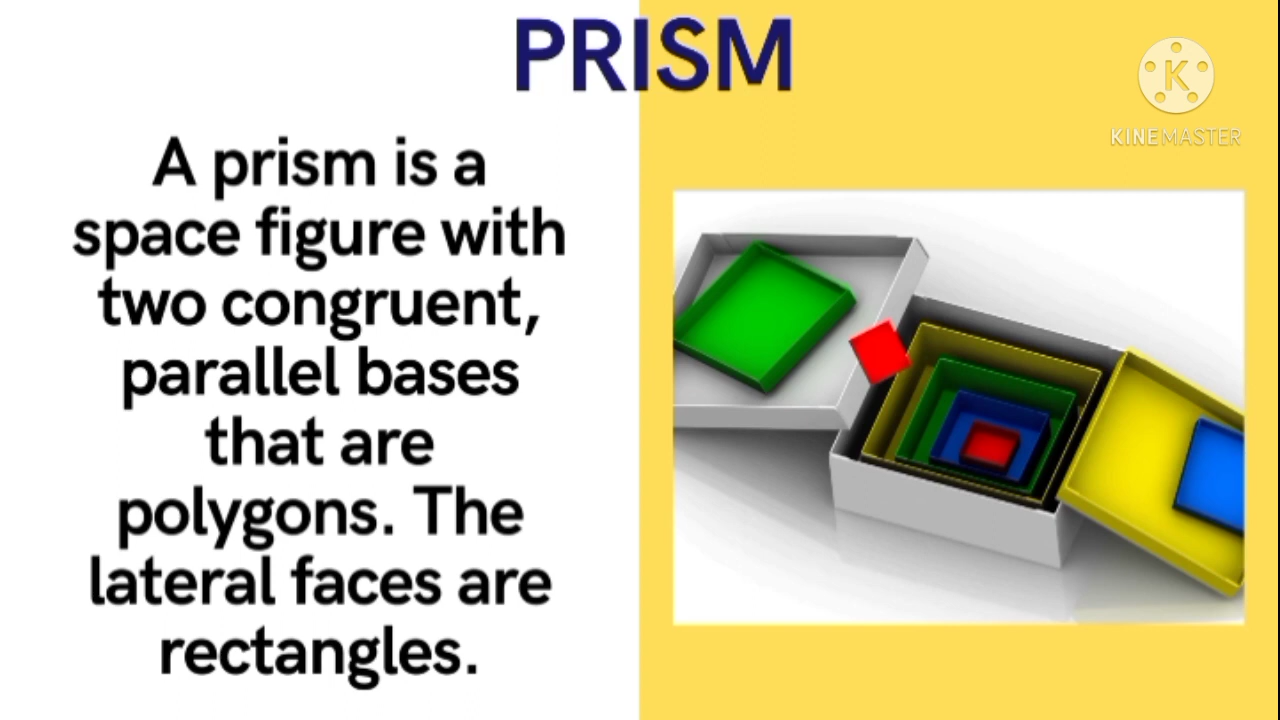 PRISM
K
KINEMASTER
A prism is a
space figure with
two congruent,
parallel bases
that are
polygons. The
lateral faces are
rectangles.